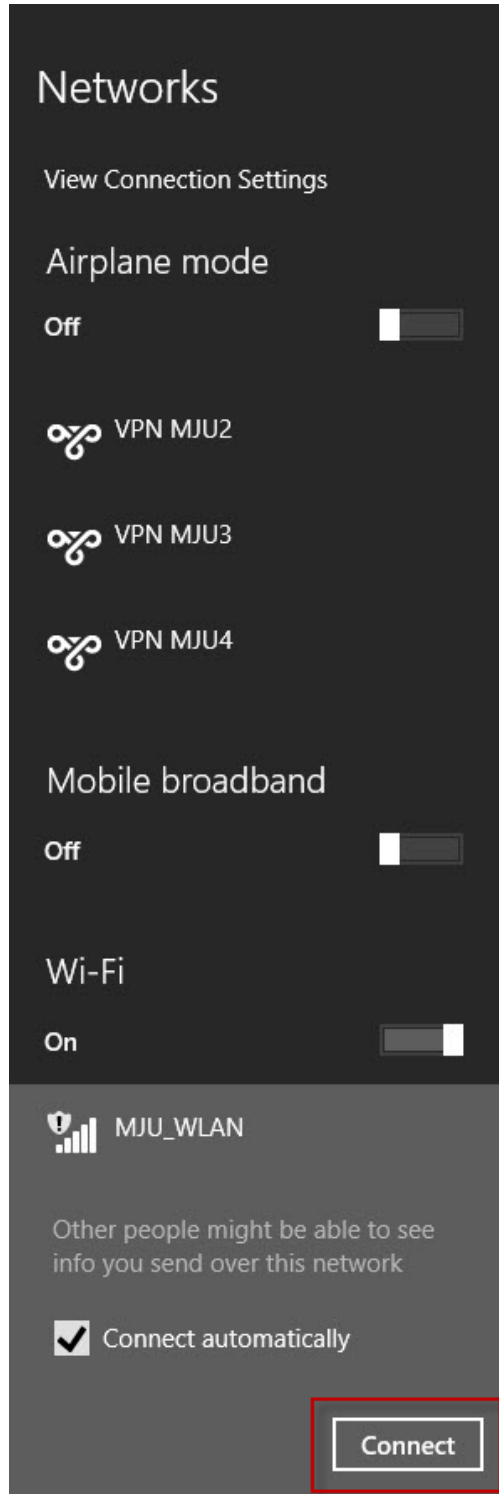 Networks
View Connection Settings
Airplane mode
Off
VPN MJU2
VPN MJU3
VPN MJU4
Mobile broadband
Off
Wi-Fi
On
MJU_WLAN
Other people might be able to see
info you send over this network
Connect automatically
Connect